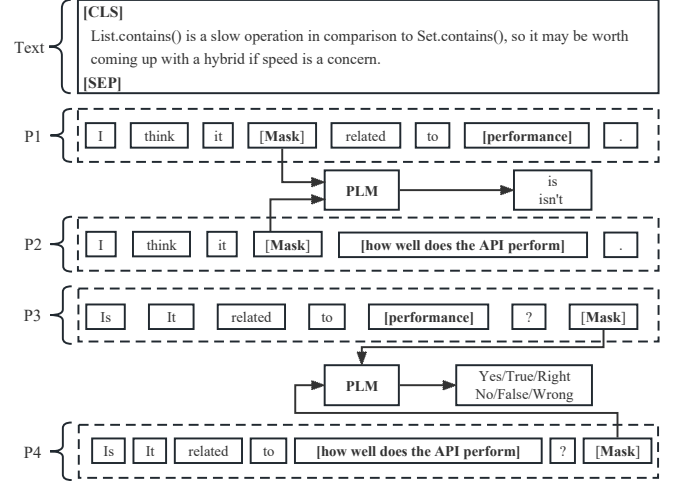 [CLS]
Text
List.contains() is a slow operation in comparison to Set.contains(), so it may be worth
coming up with a hybrid if speed is a concern.
[SEP]
P1 I think it [Mask] related to [performance] .
PLM
is
isn't
P2 I think it [Mask] [how well does the API perform] .
P3 Is It related to [performance] ? [Mask]
PLM
Yes/True/Right
No/False/Wrong
P4 Is It related to [how well does the API perform] ? [Mask]